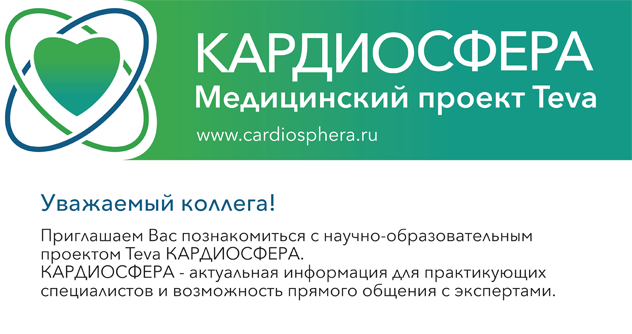 КАРДИОСФЕРА
Медицинский проект Teva
www.cardiosphera.ru
Уважаемый коллега!
Приглашаем Вас познакомиться с научно-образовательным
проектом Teva КАРДИОСФЕРА.
КАРДИОСФЕРА - актуальная информация для практикующих
специалистов и возможность прямого общения с экспертами.